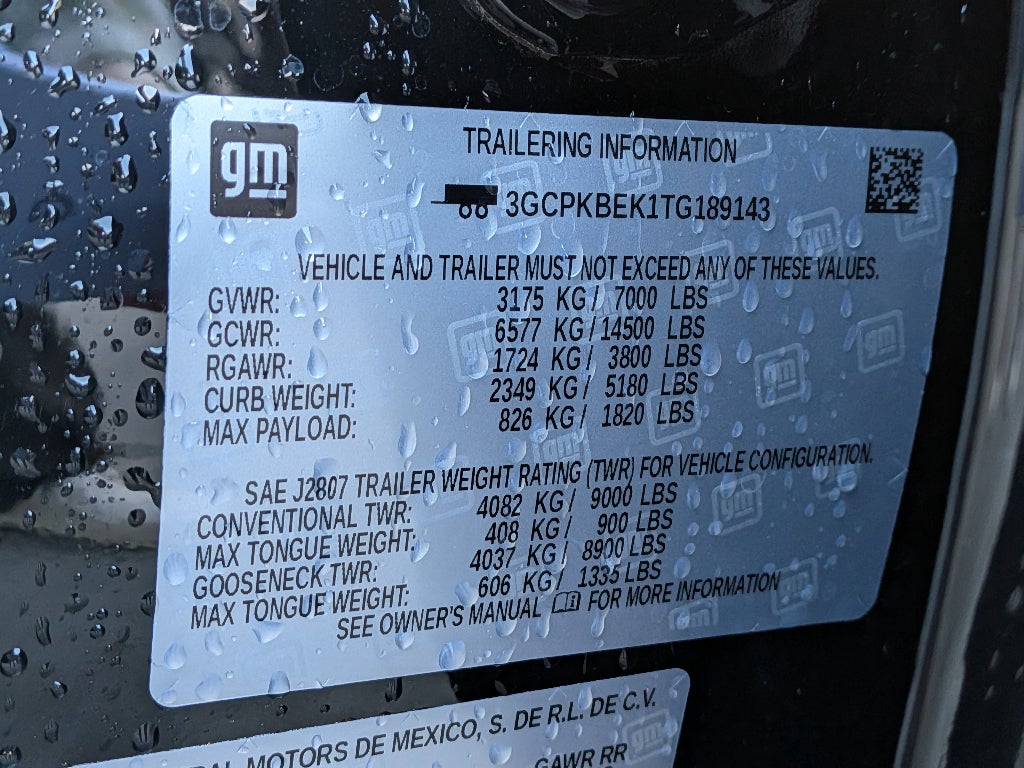 gm
TRAILERING INFORMATION
3GCPKBEK1TG189143
VEHICLE AND TRAILER MUST NOT EXCEED ANY OF THESE VALUES.
GVWR: 3175 KG / 7000 LBS
GCWR: 6577 KG / 14500 LBS
RGAWR: 1724 KG / 3800 LBS
CURB WEIGHT: 2349 KG / 5180 LBS
MAX PAYLOAD: 826 KG / 1820 LBS
SAE J2807 TRAILER WEIGHT RATING (TWR) FOR VEHICLE CONFIGURATION.
CONVENTIONAL TWR: 4082 KG / 9000 LBS
MAX TONGUE WEIGHT: 408 KG / 900 LBS
GOOSENECK TWR: 4037 KG / 8900 LBS
MAX TONGUE WEIGHT: 606 KG / 1335 LBS
SEE OWNER'S MANUAL FOR MORE INFORMATION
MOTORS DE MEXICO, S. DE R.L. DE C.V.
GAWR RR